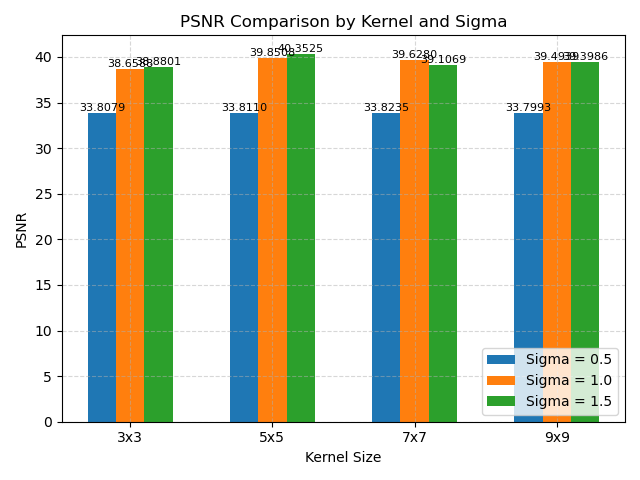 PSNR Comparison by Kernel and Sigma
PSNR
40
35
30
25
20
15
10
5
0
33.8079
38.6588
38.8801
33.8110
39.8508
40.3525
33.8235
39.6280
39.1069
33.7993
39.3986
Sigma = 0.5
Sigma = 1.0
Sigma = 1.5
3x3
5x5
7x7
9x9
Kernel Size